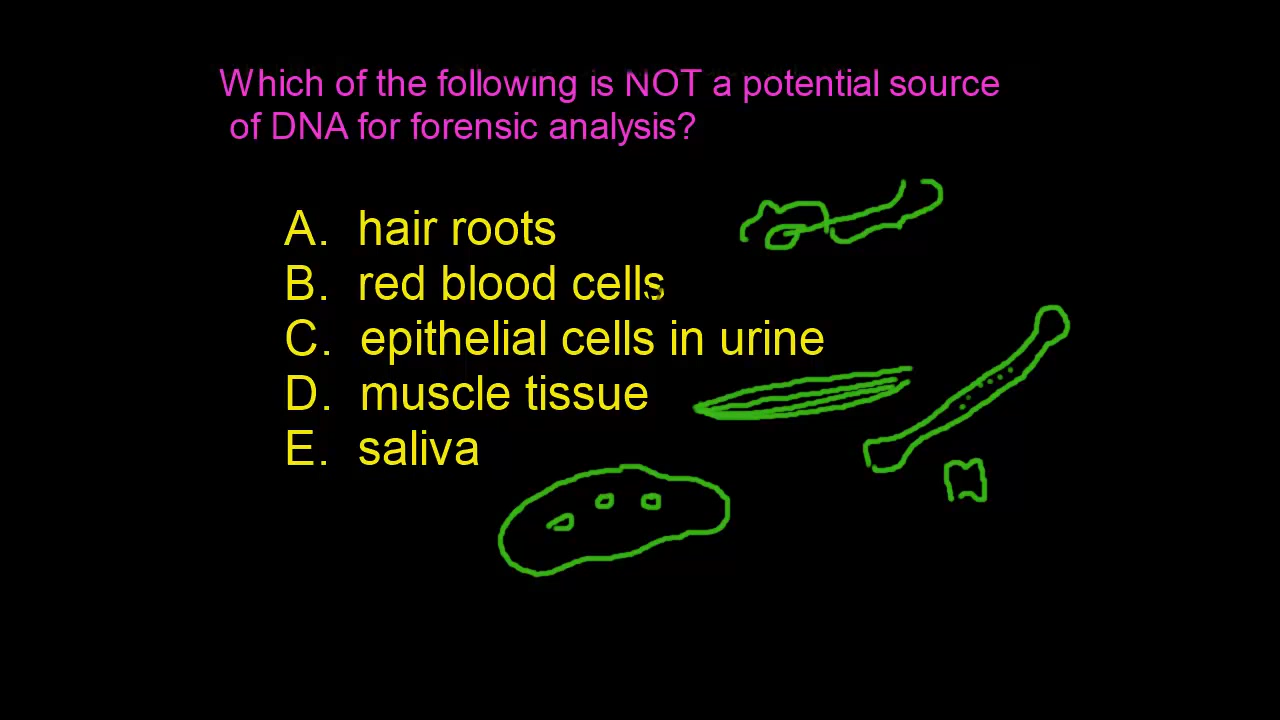 Which of the following is NOT a potential source
of DNA for forensic analysis?
A. hair roots
B. red blood cells
C. epithelial cells in urine
D. muscle tissue
E. saliva